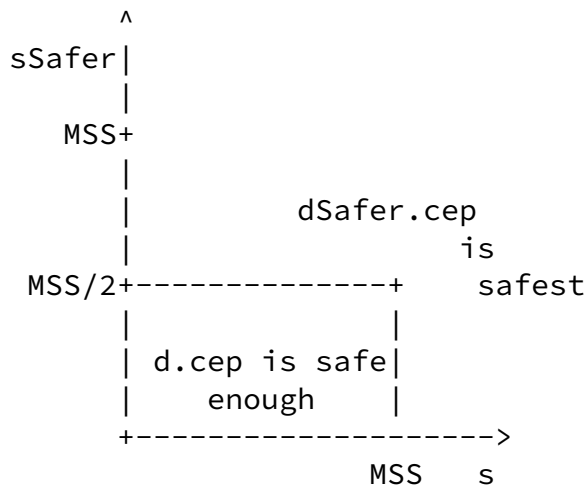 ^
sSafer|
|
MSS+
|
| dSafer.cep
| is
MSS/2+--------------+ safest
| |
| d.cep is safe|
| enough |
+-------------------->
MSS s